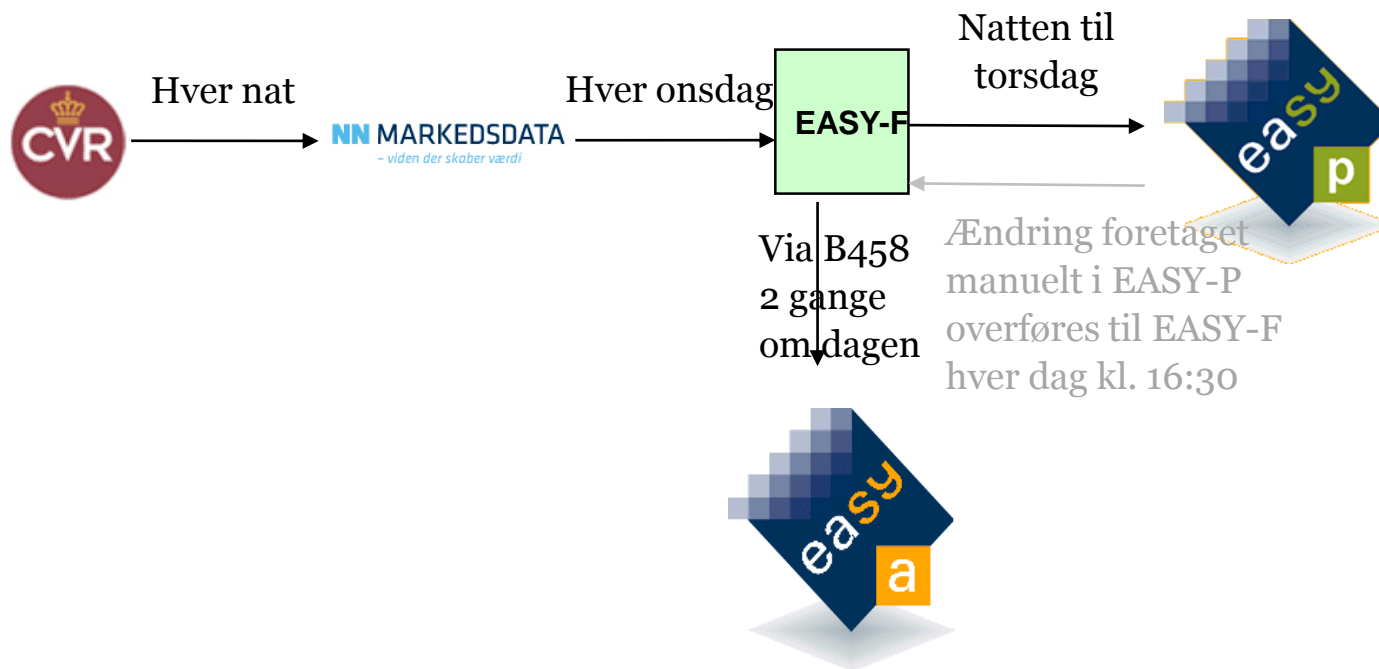 Natten til
torsdag
Hver nat
Hver onsdag
CVR
NN MARKEDSDATA
– viden der skaber værdi
EASY-F
easy
p
Via B458
2 gange
om dagen
Ændring foretaget
manuelt i EASY-P
overføres til EASY-F
hver dag kl. 16:30
easy
a